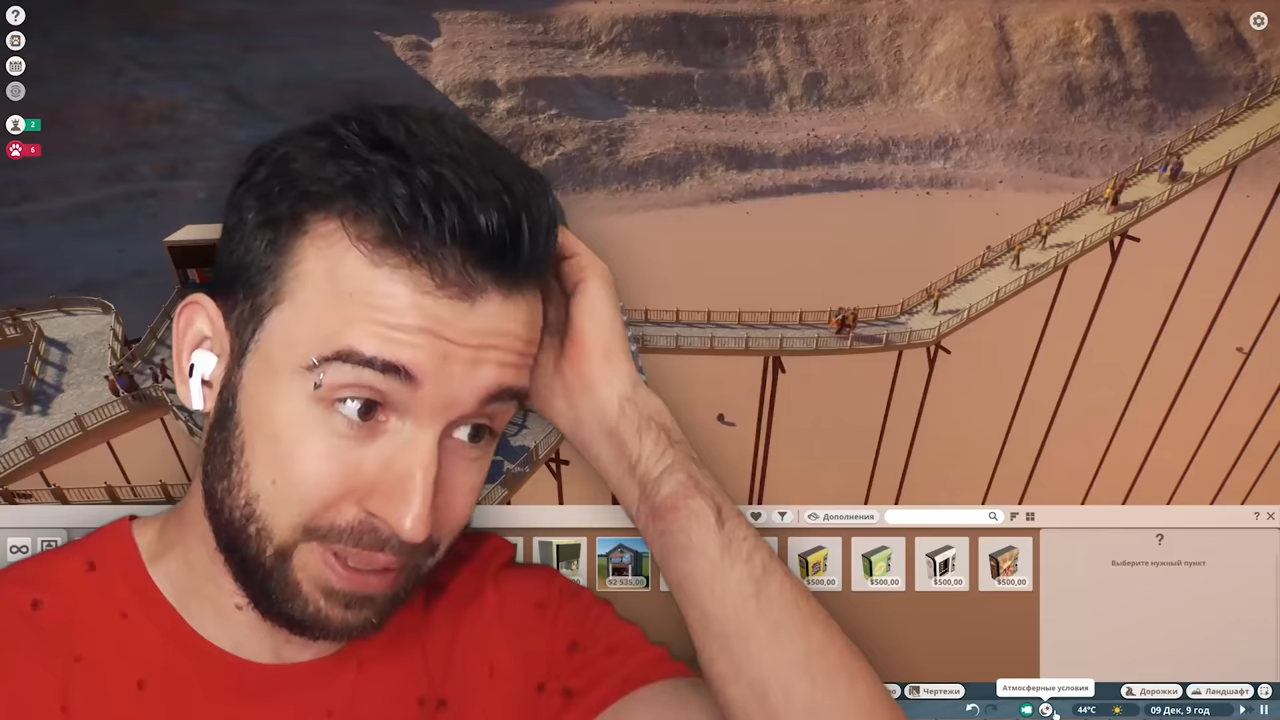 ?
2
6
Дополнения
? ×
$2 535,00
$500,00
$500,00
$500,00
$500,00
?
Выберите нужный пункт
Чертежи
Атмосферные условия
Дорожки
Ландшафт
44°C
09 Дек, 9 год